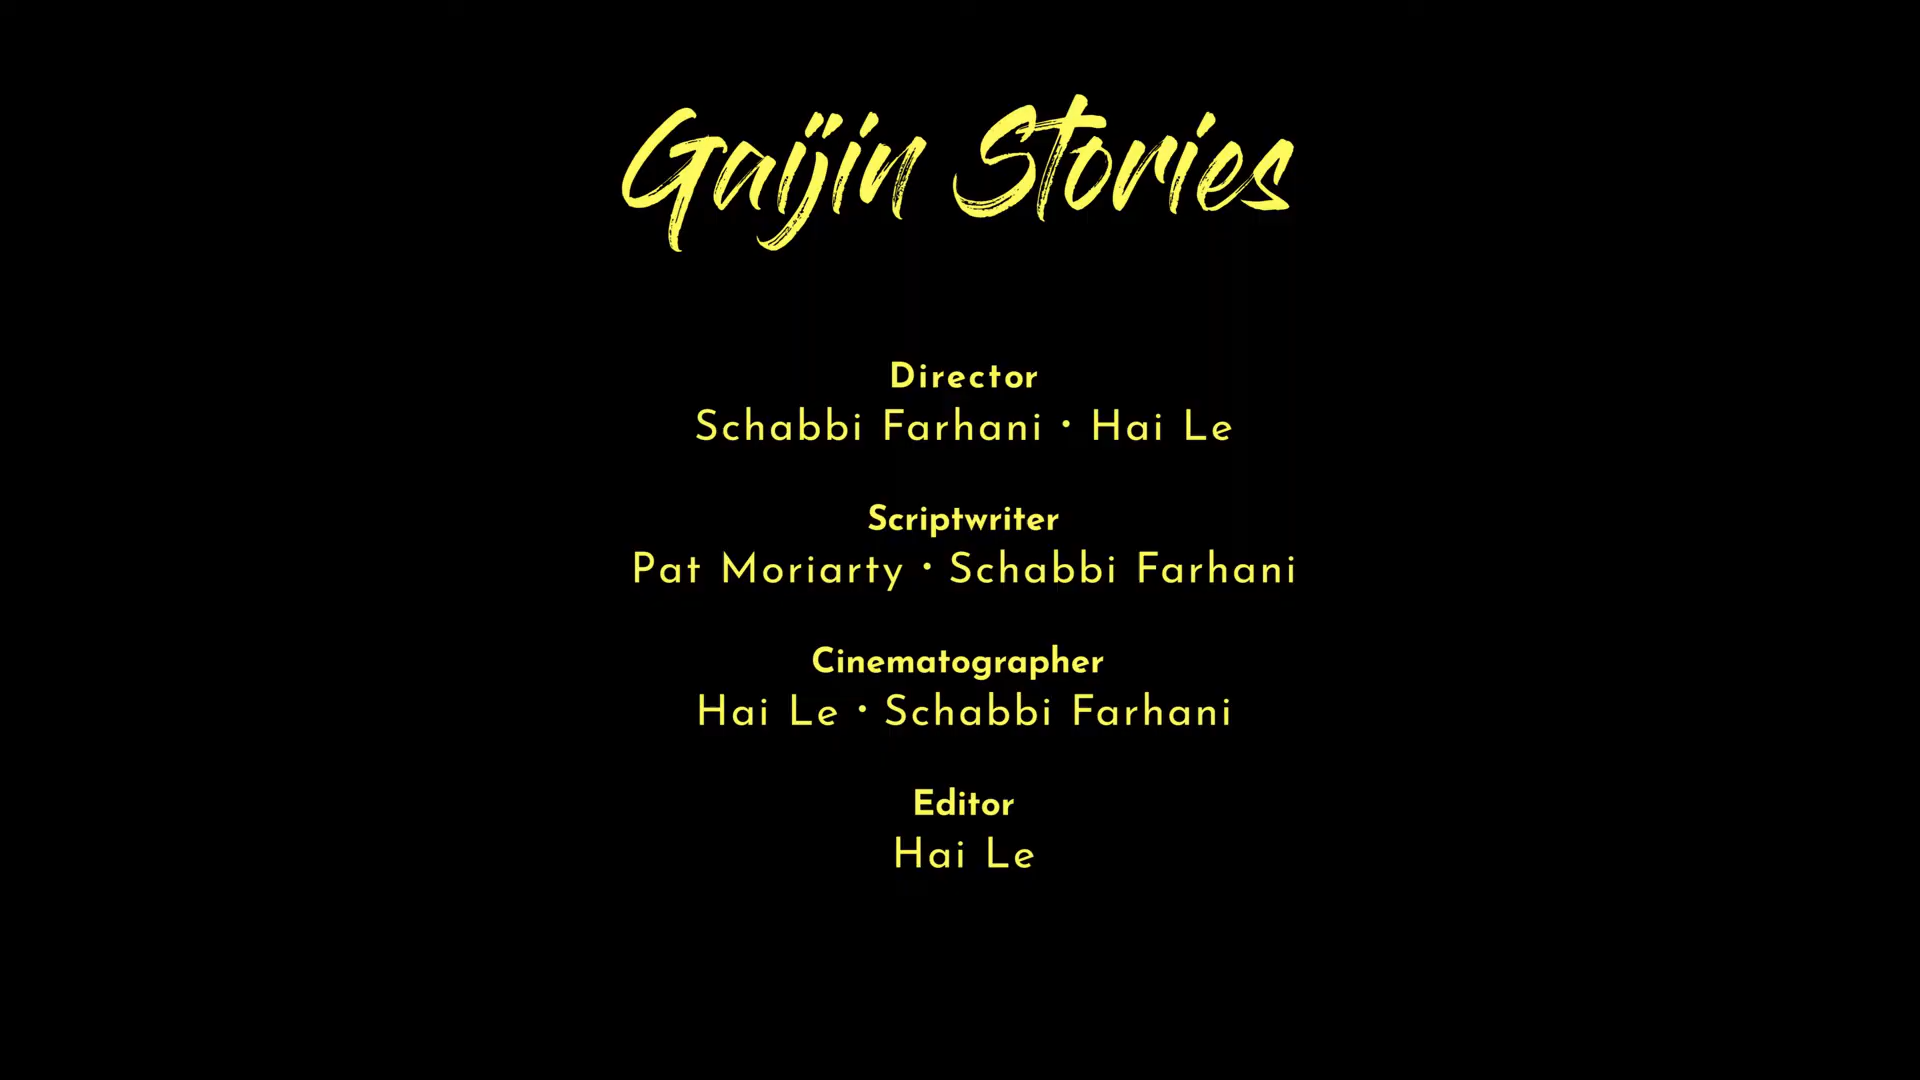 Gaijin Stories
Director
Schabbi Farhani • Hai Le
Scriptwriter
Pat Moriarty • Schabbi Farhani
Cinematographer
Hai Le • Schabbi Farhani
Editor
Hai Le